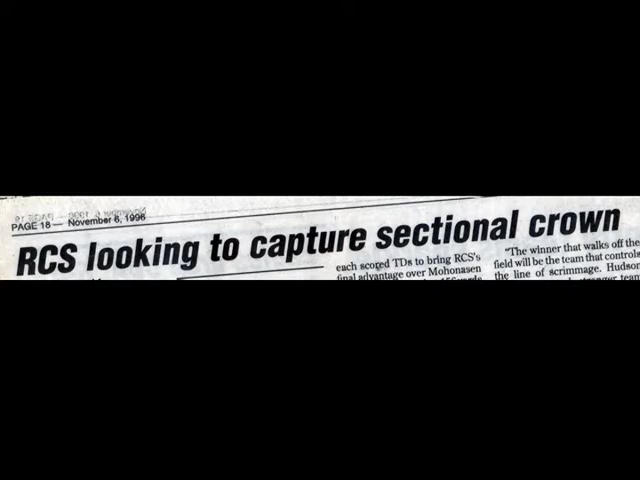 PAGE 18 — November 6, 1996
RCS looking to capture sectional crown
each scored TDs to bring RCS's
final advantage over Mohonasen
"The winner that walks off the
field will be the team that controls
the line of scrimmage. Hudson